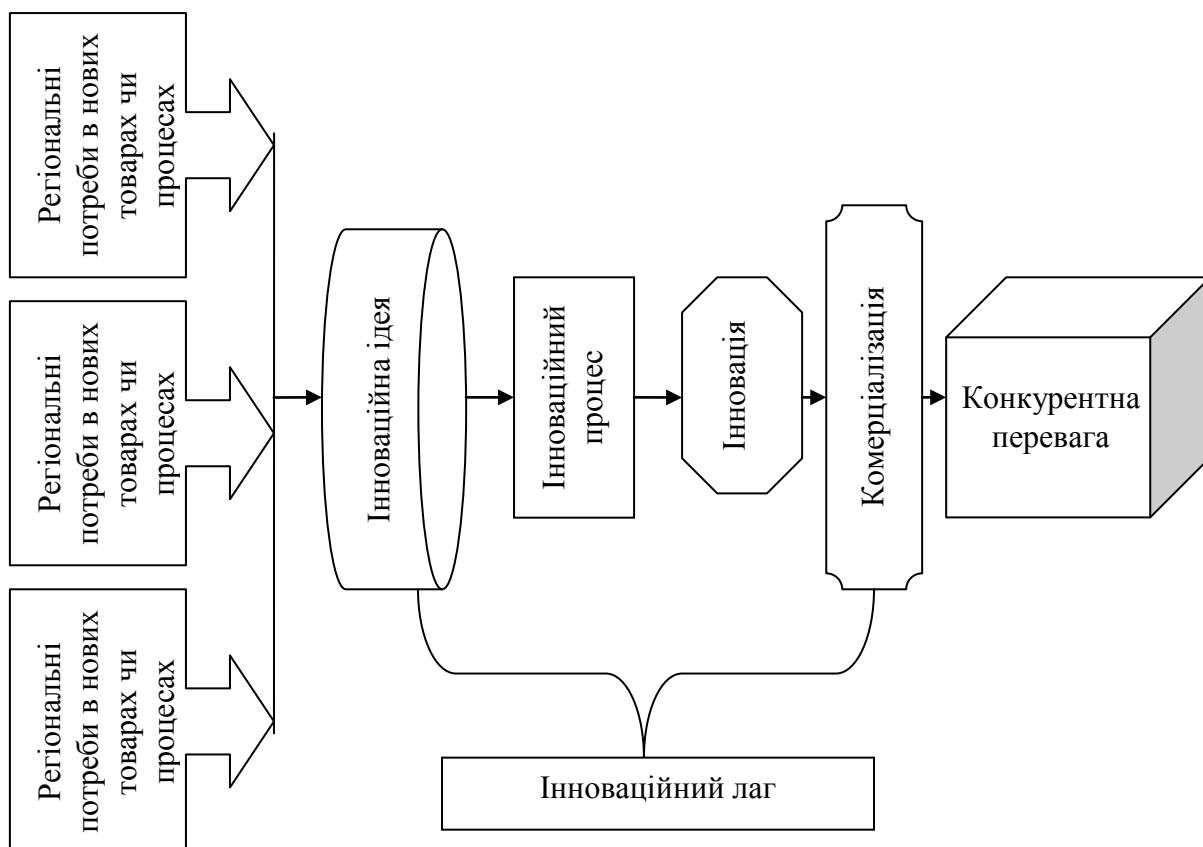 Регіональні
потреби в нових
товарах чи
процесах
Регіональні
потреби в нових
товарах чи
процесах
Регіональні
потреби в нових
товарах чи
процесах
Інноваційна ідея
Інноваційний
процес
Інновація
Комерціалізація
Конкурентна
перевага
Інноваційний лаг